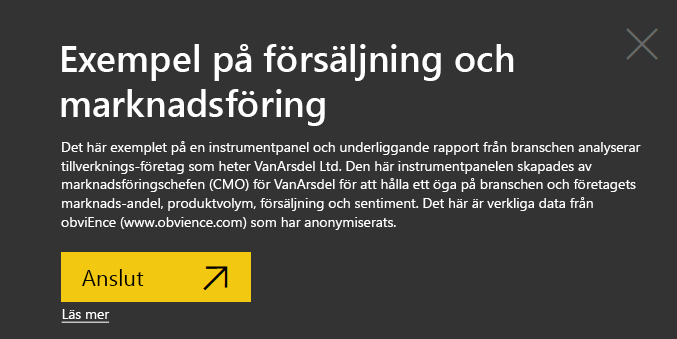 Exempel på försäljning och
marknadsföring
Det här exemplet på en instrumentpanel och underliggande rapport från branschen analyserar
tillverknings-företag som heter VanArsdel Ltd. Den här instrumentpanelen skapades av
marknadsföringschefen (CMO) för VanArsdel för att hålla ett öga på branschen och företagets
marknads-andel, produktvolym, försäljning och sentiment. Det här är verkliga data från
obviEnce (www.obvience.com) som har anonymiserats.
Anslut
Läs mer